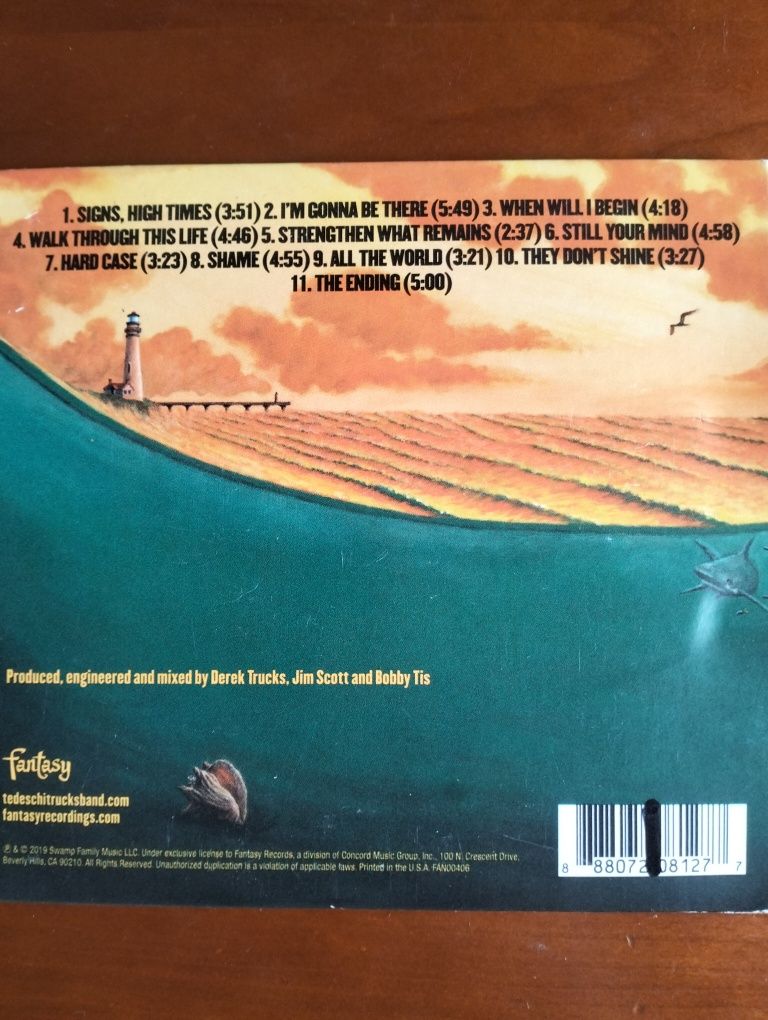 1. SIGNS, HIGH TIMES (3:51) 2. I'M GONNA BE THERE (5:49) 3. WHEN WILL I BEGIN (4:18)
4. WALK THROUGH THIS LIFE (4:46) 5. STRENGTHEN WHAT REMAINS (2:37) 6. STILL YOUR MIND (4:58)
7. HARD CASE (3:23) 8. SHAME (4:55) 9. ALL THE WORLD (3:21) 10. THEY DON'T SHINE (3:27)
11. THE ENDING (5:00)
Produced, engineered and mixed by Derek Trucks, Jim Scott and Bobby Tis
fantasy
tedeschitrucksband.com
fantasyrecordings.com
℗ & © 2019 Swamp Family Music LLC. Under exclusive license to Fantasy Records, a division of Concord Music Group, Inc., 100 N. Crescent Drive,
Beverly Hills, CA 90210. All Rights Reserved. Unauthorized duplication is a violation of applicable laws. Printed in the U.S.A. FAN00406
8 88072 08127 7